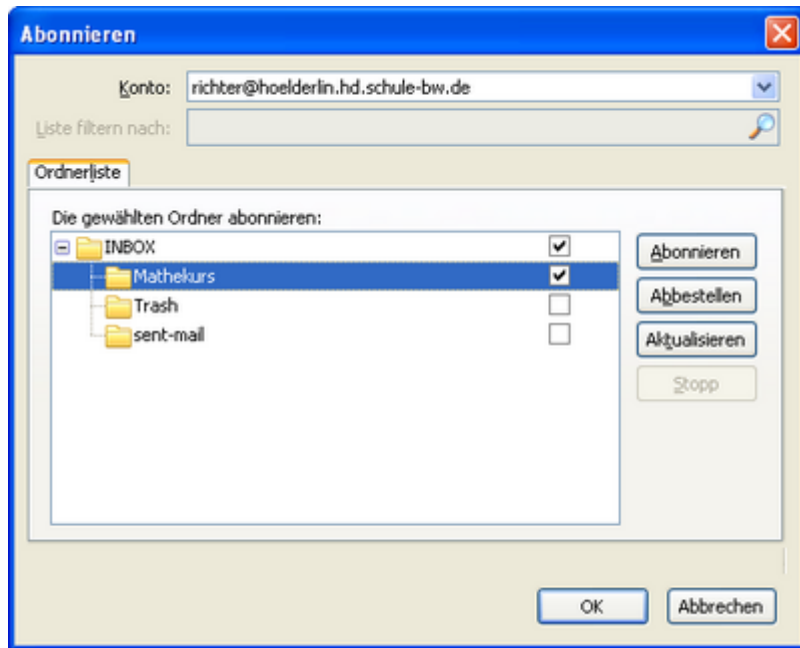 Abonnieren
Konto: richter@hoelderlin.hd.schule-bw.de
Liste filtern nach:
Ordnerliste
Die gewählten Ordner abonnieren:
INBOX
Mathekurs
Trash
sent-mail
Abonnieren
Abbestellen
Aktualisieren
Stopp
OK
Abbrechen